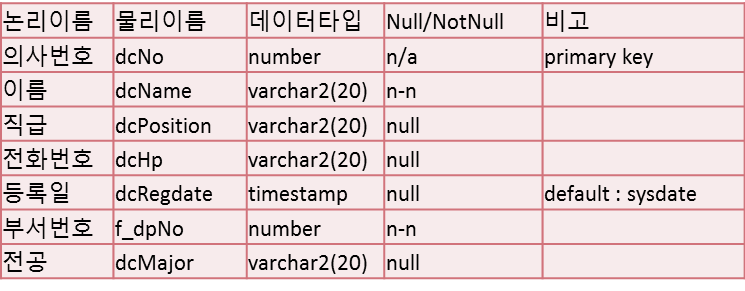 논리이름 물리이름 데이터타입 Null/NotNull 비고
의사번호 dcNo number n/a primary key
이름 dcName varchar2(20) n-n
직급 dcPosition varchar2(20) null
전화번호 dcHp varchar2(20) null
등록일 dcRegdate timestamp null default : sysdate
부서번호 f_dpNo number n-n
전공 dcMajor varchar2(20) null